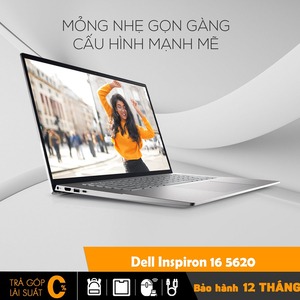 MỎNG NHẸ GỌN GÀNG
CẤU HÌNH MẠNH MẼ
Dell Inspiron 16 5620
TRẢ GÓP
LÃI SUẤT
0%
Bảo hành 12 THÁNG